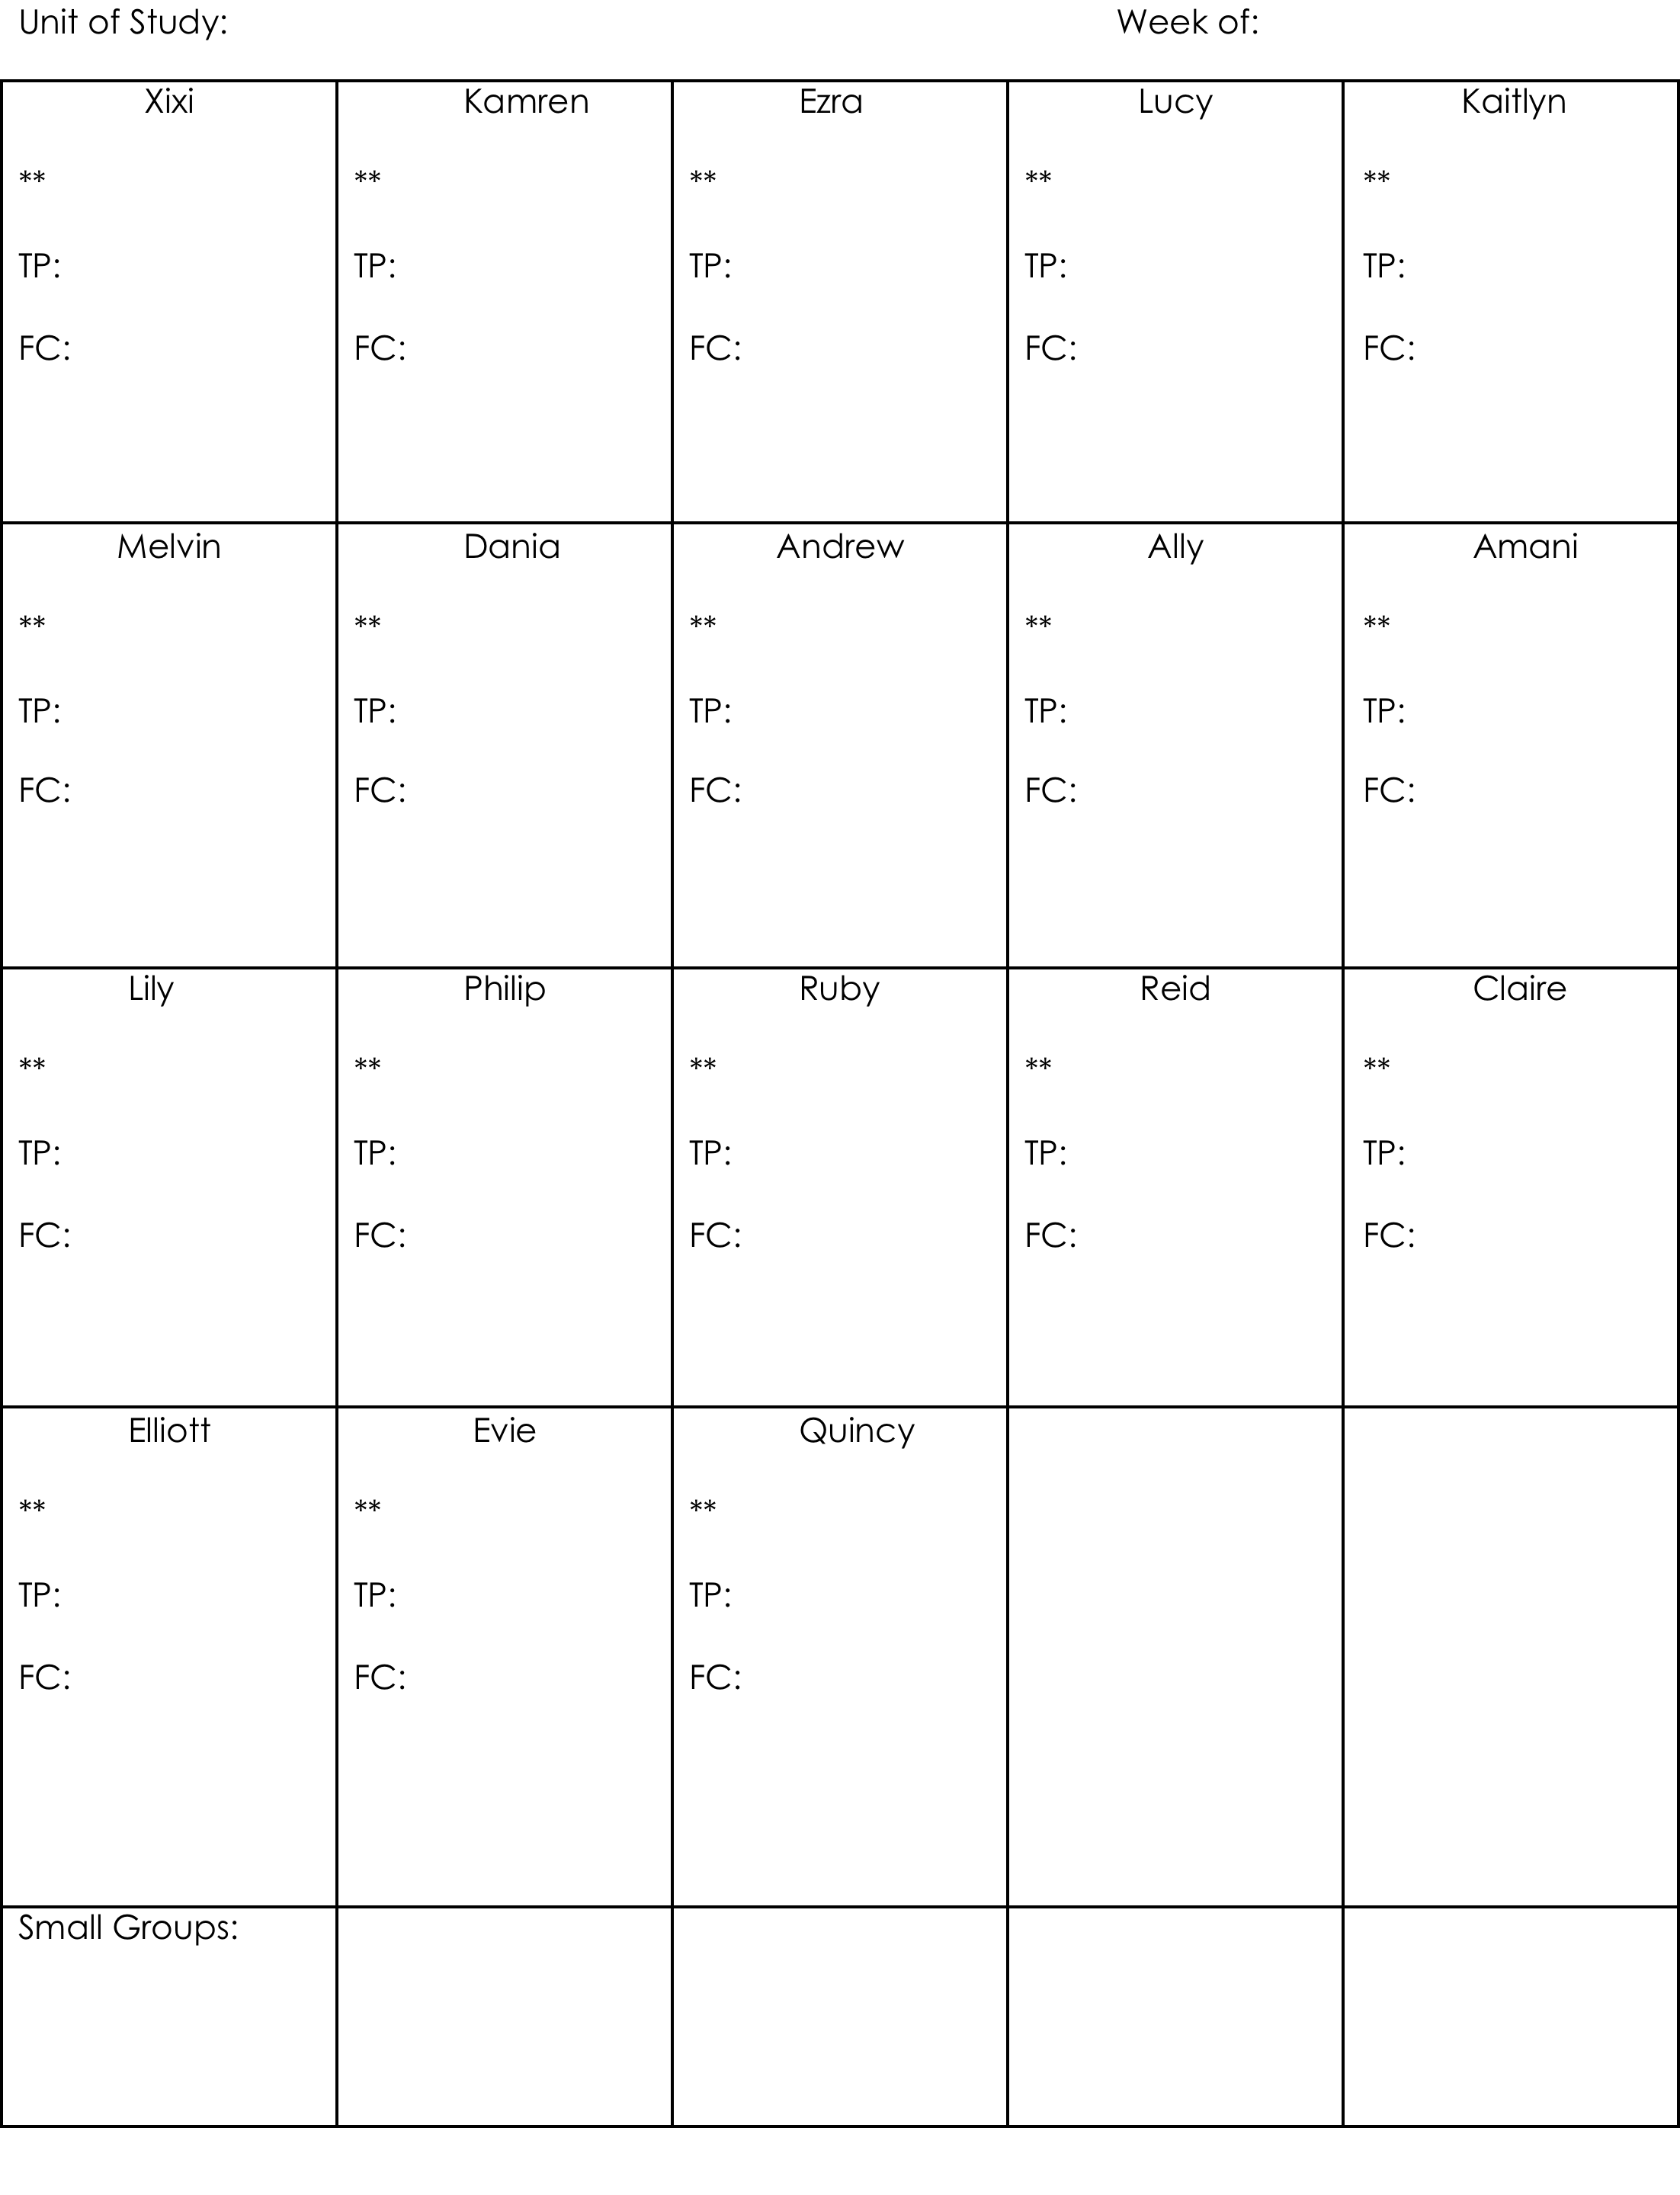 Unit of Study: Week of:
Xixi Kamren Ezra Lucy Kaitlyn
** ** ** ** **
TP: TP: TP: TP: TP:
FC: FC: FC: FC: FC:
Melvin Dania Andrew Ally Amani
** ** ** ** **
TP: TP: TP: TP: TP:
FC: FC: FC: FC: FC:
Lily Philip Ruby Reid Claire
** ** ** ** **
TP: TP: TP: TP: TP:
FC: FC: FC: FC: FC:
Elliott Evie Quincy
** ** **
TP: TP: TP:
FC: FC: FC:
Small Groups: